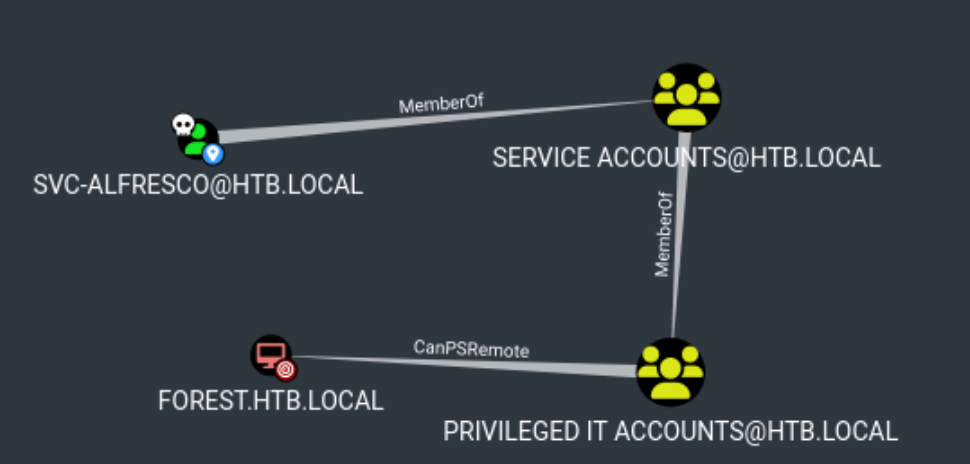 MemberOf
SVC-ALFRESCO@HTB.LOCAL
SERVICE ACCOUNTS@HTB.LOCAL
MemberOf
CanPSRemote
FOREST.HTB.LOCAL
PRIVILEGED IT ACCOUNTS@HTB.LOCAL